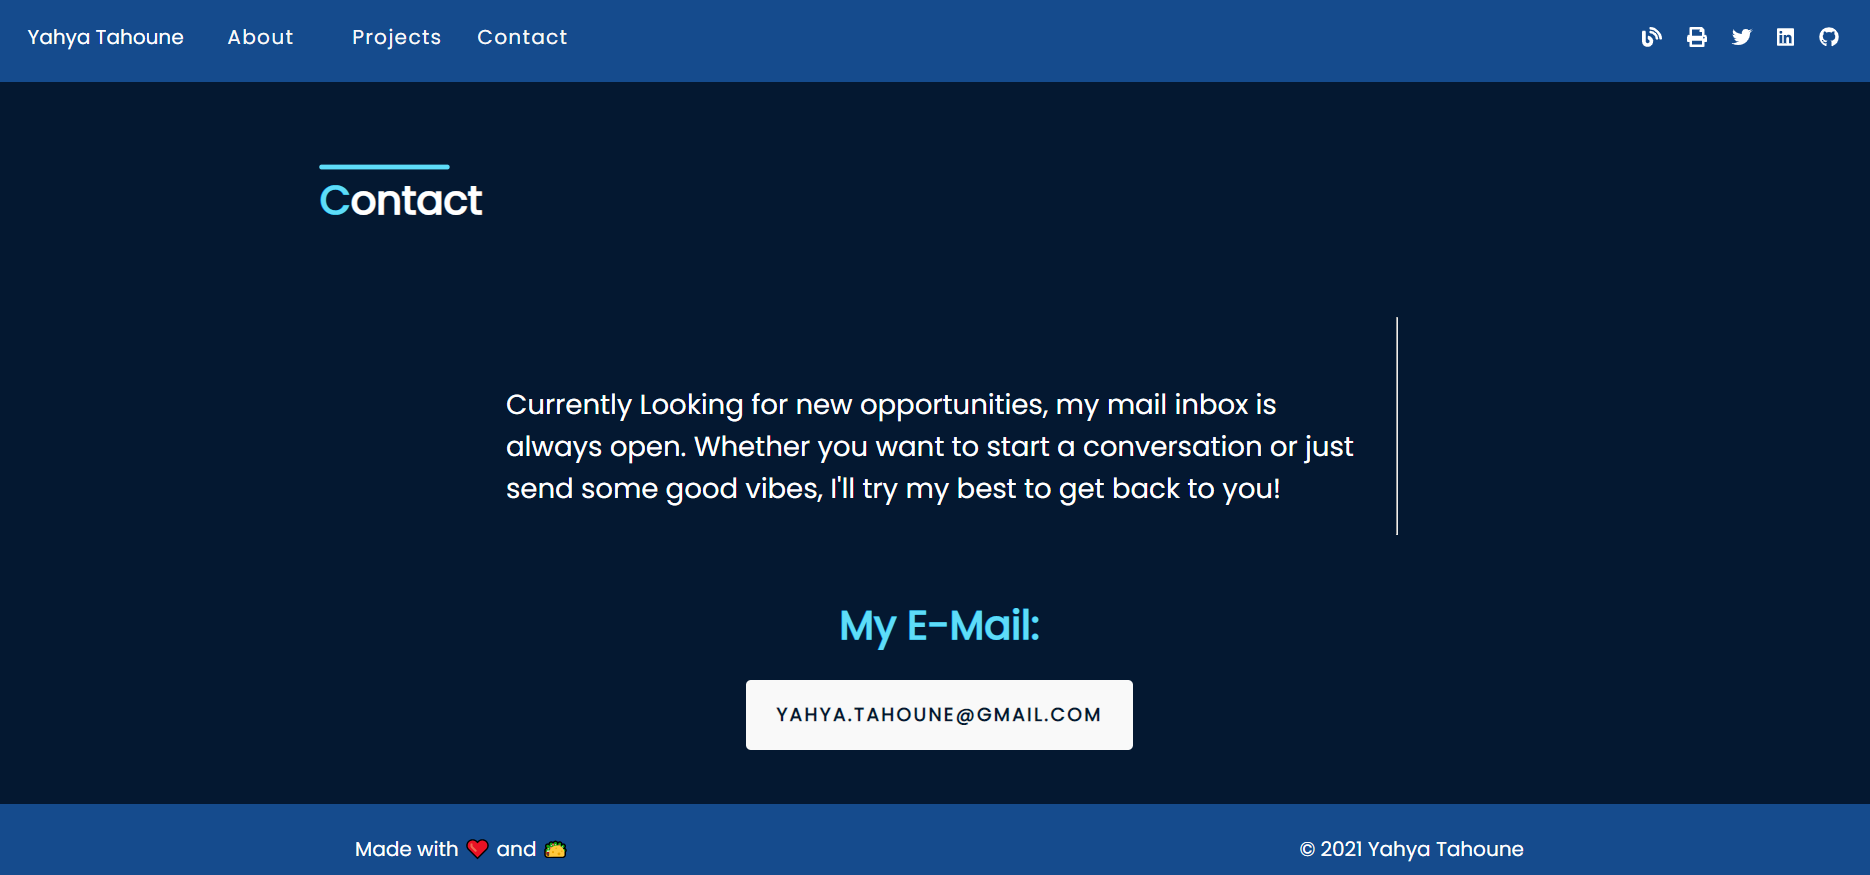 Yahya Tahoune About Projects Contact
Contact
Currently Looking for new opportunities, my mail inbox is
always open. Whether you want to start a conversation or just
send some good vibes, I'll try my best to get back to you!
My E-Mail:
YAHYA.TAHOUNE@GMAIL.COM
Made with ❤️ and 🌮
© 2021 Yahya Tahoune